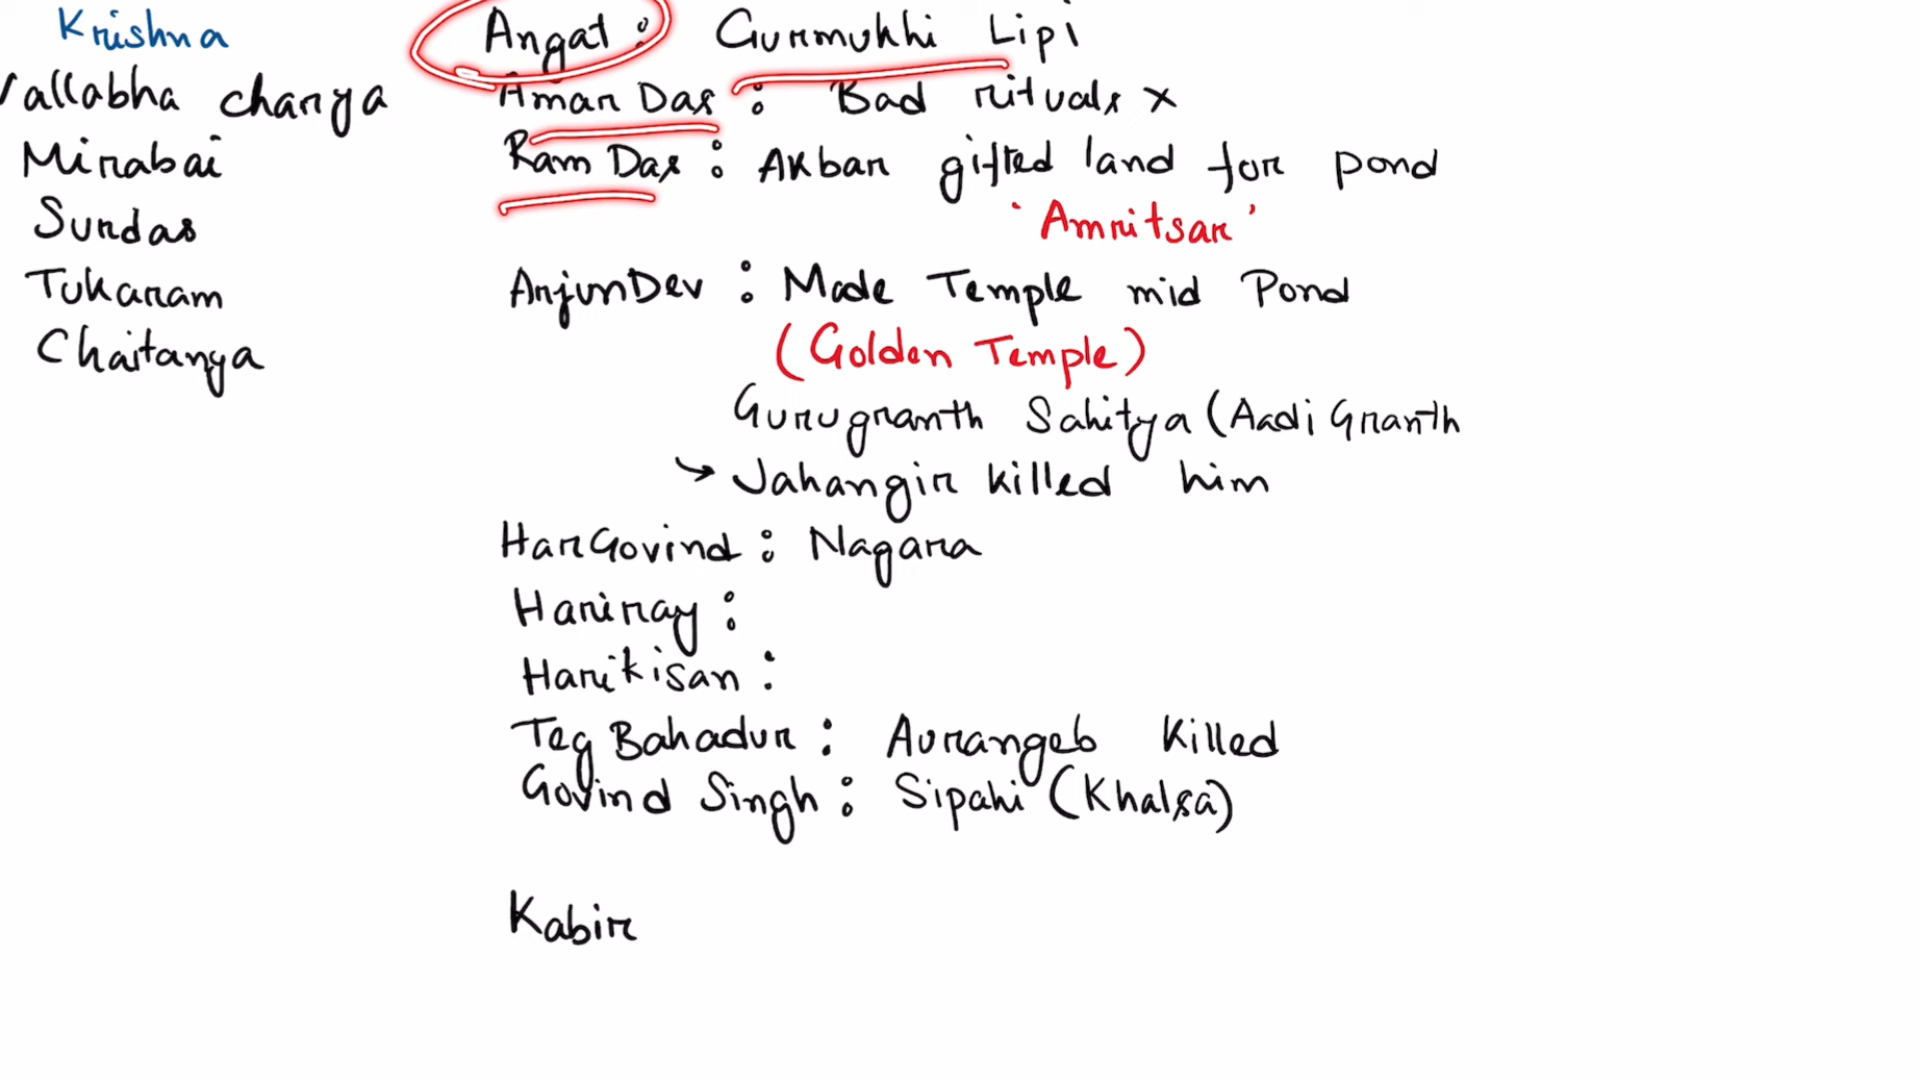 Krishna
Vallabha charya
Mirabai
Surdas
Tukaram
Chaitanya
Angat : Gurmukhi Lipi
Amar Das : Bad rituals x
Ram Das : Akbar gifted land for pond
'Amritsar'
ArjunDev : Made Temple mid Pond
(Golden Temple)
Gurugranth Sahitya (Aadi Granth
→ Jahangir killed him
HarGovind : Nagara
Hariray :
Harikisan :
Teg Bahadur : Aurangeb Killed
Govind Singh : Sipahi (Khalsa)
Kabir